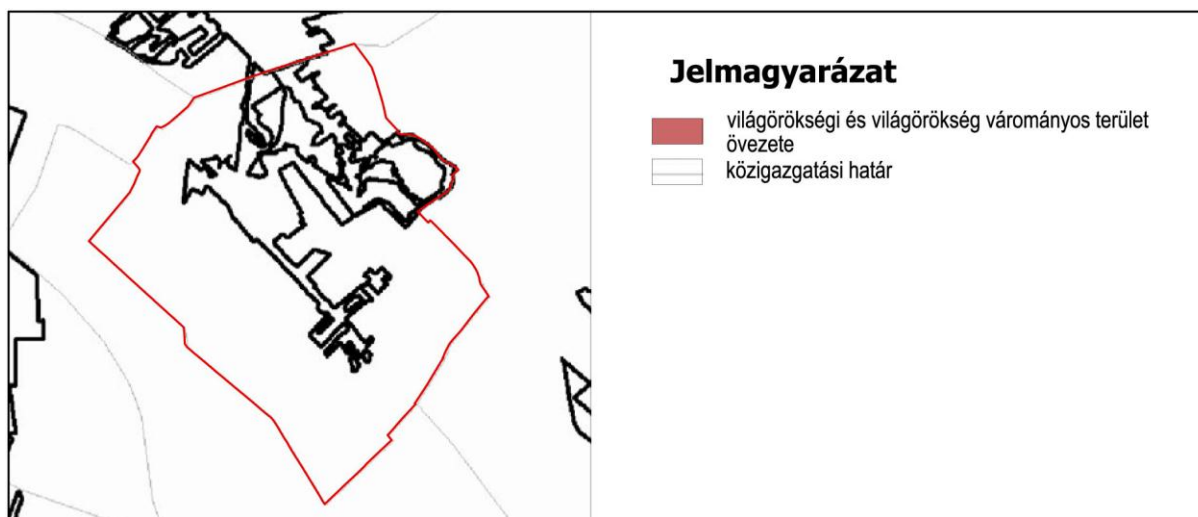 Jelmagyarázat
világörökségi és világörökség várományos terület
övezete
közigazgatási határ